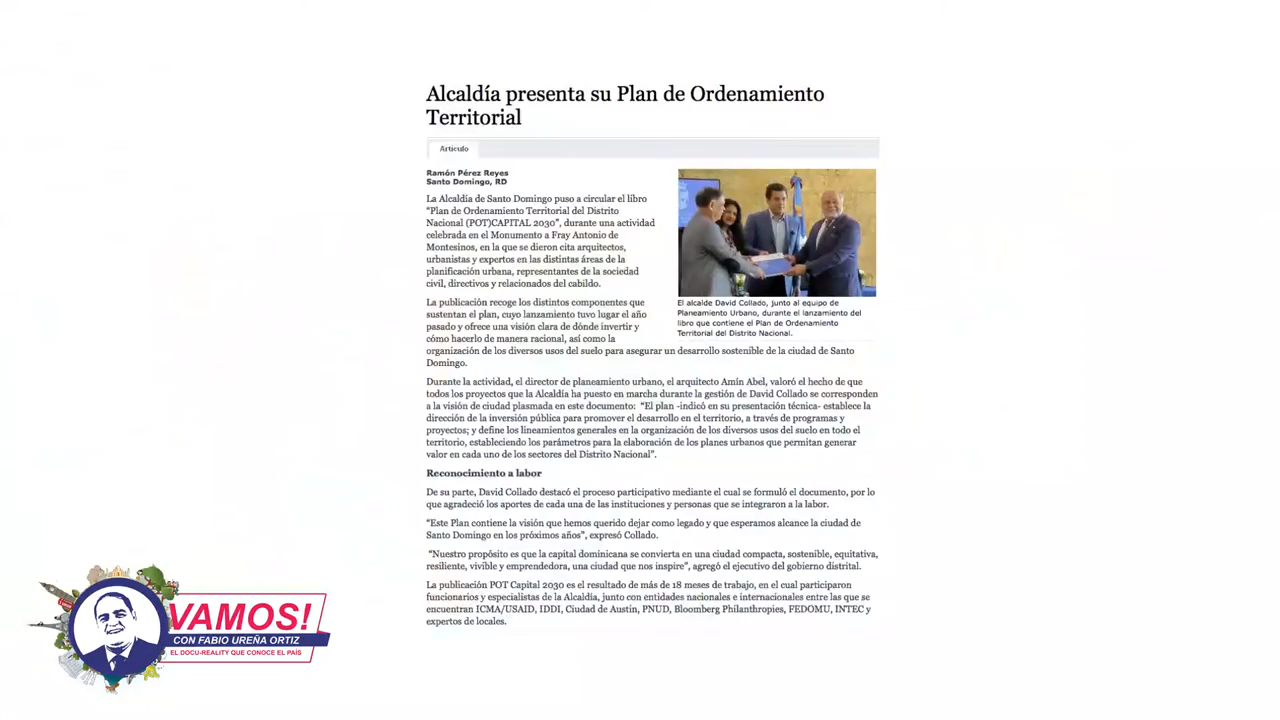 Alcaldía presenta su Plan de Ordenamiento
Territorial
Artículo
Ramón Pérez Reyes
Santo Domingo, RD
La Alcaldía de Santo Domingo puso a circular el libro
“Plan de Ordenamiento Territorial del Distrito
Nacional (POT)CAPITAL 2030”, durante una actividad
celebrada en el Monumento a Fray Antonio de
Montesinos, en la que se dieron cita arquitectos,
urbanistas y expertos en las distintas áreas de la
planificación urbana, representantes de la sociedad
civil, directivos y relacionados del cabildo.
El alcalde David Collado, junto al equipo de
Planeamiento Urbano, durante el lanzamiento del
libro que contiene el Plan de Ordenamiento
Territorial del Distrito Nacional.
La publicación recoge los distintos componentes que
sustentan el plan, cuyo lanzamiento tuvo lugar el año
pasado y ofrece una visión clara de dónde invertir y
cómo hacerlo de manera racional, así como la
organización de los diversos usos del suelo para asegurar un desarrollo sostenible de la ciudad de Santo
Domingo.
Durante la actividad, el director de planeamiento urbano, el arquitecto Amín Abel, valoró el hecho de que
todos los proyectos que la Alcaldía ha puesto en marcha durante la gestión de David Collado se corresponden
a la visión de ciudad plasmada en este documento: “El plan -indicó en su presentación técnica- establece la
dirección de la inversión pública para promover el desarrollo en el territorio, a través de programas y
proyectos; y define los lineamientos generales en la organización de los diversos usos del suelo en todo el
territorio, estableciendo los parámetros para la elaboración de los planes urbanos que permitan generar
valor en cada uno de los sectores del Distrito Nacional”.
Reconocimiento a labor
De su parte, David Collado destacó el proceso participativo mediante el cual se formuló el documento, por lo
que agradeció los aportes de cada una de las instituciones y personas que se integraron a la labor.
“Este Plan contiene la visión que hemos querido dejar como legado y que esperamos alcance la ciudad de
Santo Domingo en los próximos años”, expresó Collado.
“Nuestro propósito es que la capital dominicana se convierta en una ciudad compacta, sostenible, equitativa,
resiliente, vivible y emprendedora, una ciudad que nos inspire”, agregó el ejecutivo del gobierno distrital.
La publicación POT Capital 2030 es el resultado de más de 18 meses de trabajo, en el cual participaron
funcionarios y especialistas de la Alcaldía, junto con entidades nacionales e internacionales entre las que se
encuentran ICMA/USAID, IDDI, Ciudad de Austín, PNUD, Bloomberg Philanthropies, FEDOMU, INTEC y
expertos de locales.
VAMOS!
CON FABIO UREÑA ORTIZ
EL DOCU-REALITY QUE CONOCE EL PAÍS